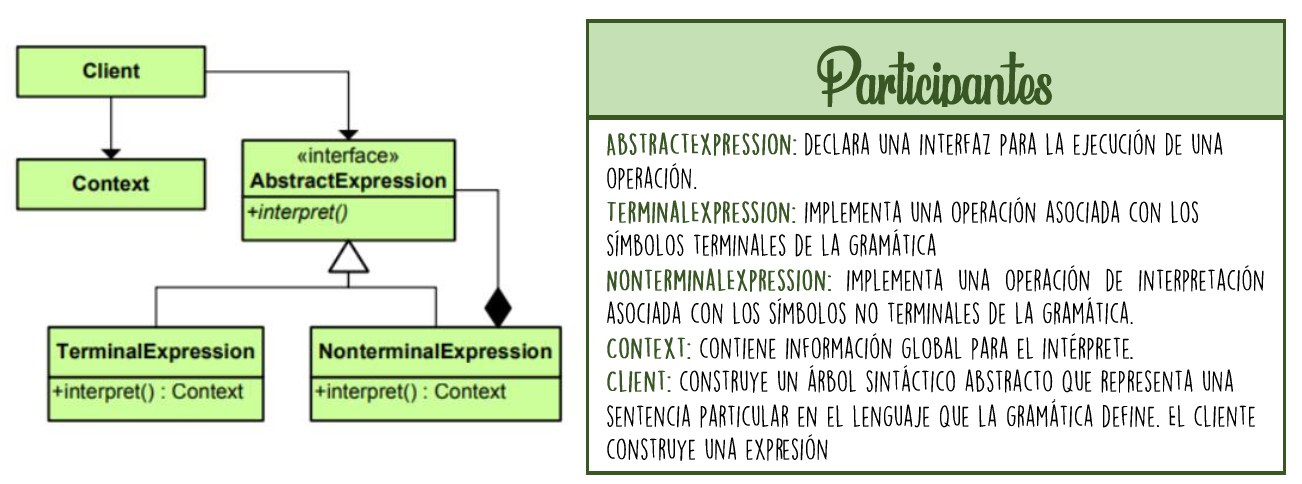 Client
Context
«interface»
AbstractExpression
+interpret()
TerminalExpression
+interpret() : Context
NonterminalExpression
+interpret() : Context
Participantes
ABSTRACTEXPRESSION: DECLARA UNA INTERFAZ PARA LA EJECUCIÓN DE UNA
OPERACIÓN.
TERMINALEXPRESSION: IMPLEMENTA UNA OPERACIÓN ASOCIADA CON LOS
SÍMBOLOS TERMINALES DE LA GRAMÁTICA
NONTERMINALEXPRESSION: IMPLEMENTA UNA OPERACIÓN DE INTERPRETACIÓN
ASOCIADA CON LOS SÍMBOLOS NO TERMINALES DE LA GRAMÁTICA.
CONTEXT: CONTIENE INFORMACIÓN GLOBAL PARA EL INTÉRPRETE.
CLIENT: CONSTRUYE UN ÁRBOL SINTÁCTICO ABSTRACTO QUE REPRESENTA UNA
SENTENCIA PARTICULAR EN EL LENGUAJE QUE LA GRAMÁTICA DEFINE. EL CLIENTE
CONSTRUYE UNA EXPRESIÓN